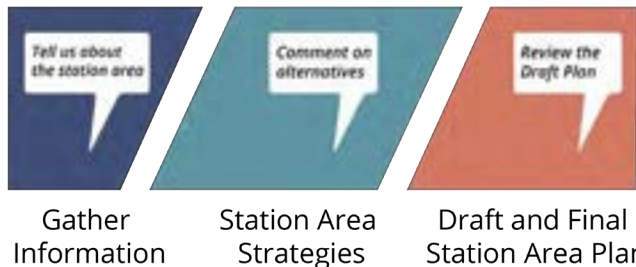 Tell us about
the station area
Comment on
alternatives
Review the
Draft Plan
Gather
Information
Station Area
Strategies
Draft and Final
Station Area Plan